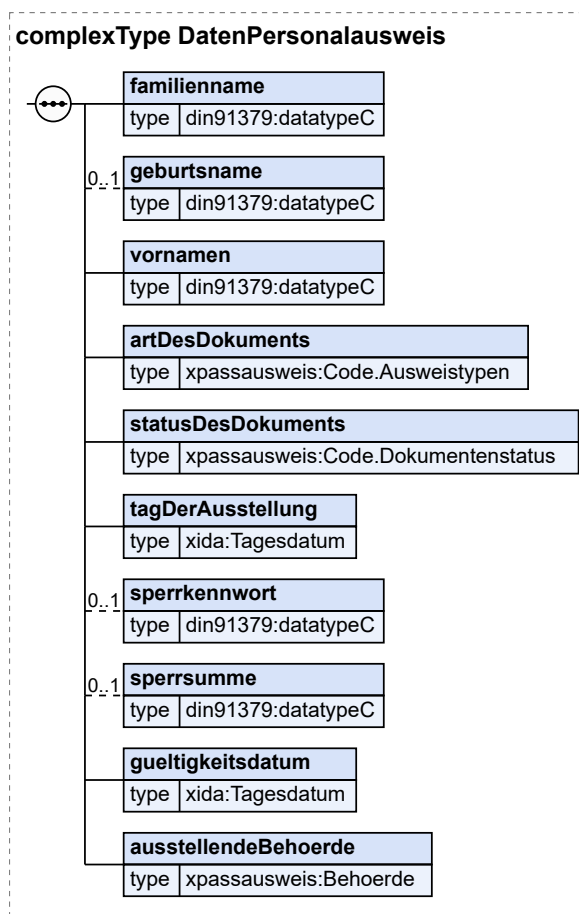 complexType DatenPersonalausweis
familienname
type din91379:datatypeC
0..1 geburtsname
type din91379:datatypeC
vornamen
type din91379:datatypeC
artDesDokuments
type xpassausweis:Code.Ausweistypen
statusDesDokuments
type xpassausweis:Code.Dokumentenstatus
tagDerAusstellung
type xida:Tagesdatum
0..1 sperrkennwort
type din91379:datatypeC
0..1 sperrsumme
type din91379:datatypeC
gueltigkeitsdatum
type xida:Tagesdatum
ausstellendeBehoerde
type xpassausweis:Behoerde